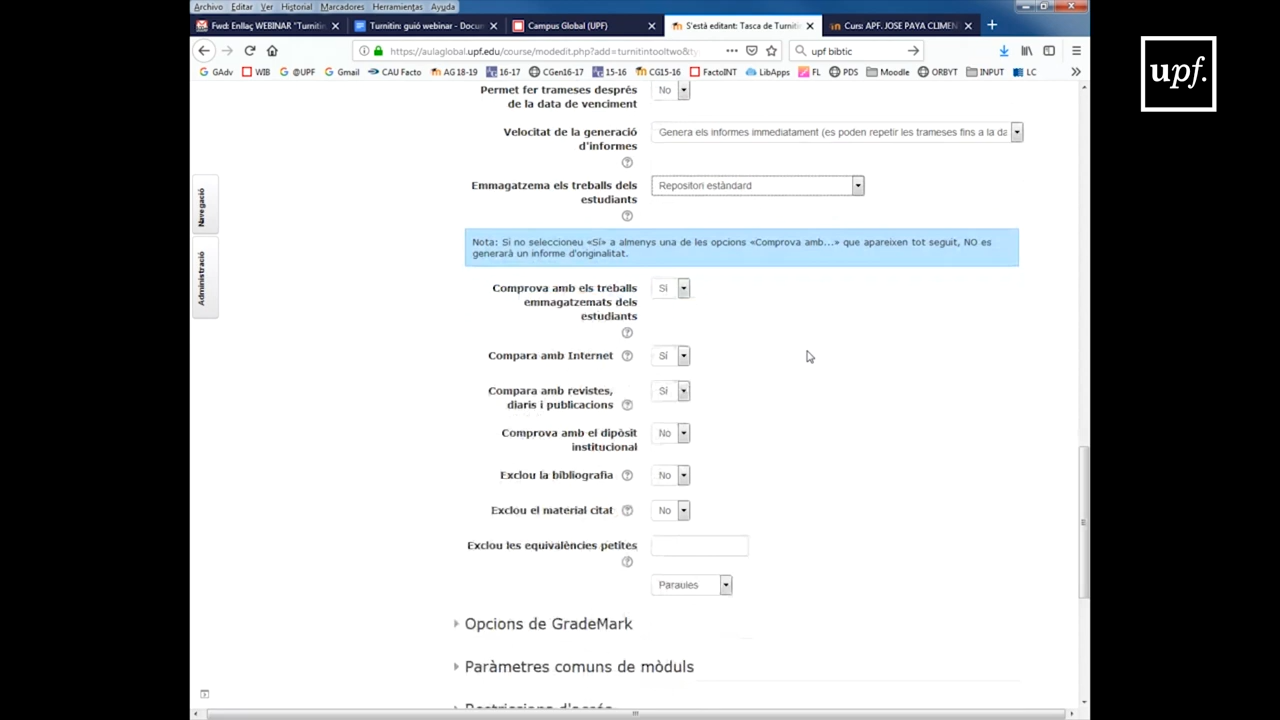 Archivo Editar Ver Historial Marcadores Herramientas Ayuda
Fwd: Enllaç WEBINAR "Turnitin
Turnitin: guió webinar - Docum
Campus Global (UPF)
S'està editant: Tasca de Turniti
Curs: APF. JOSE PAYA CLIMEN
https://aulaglobal.upf.edu/course/modedit.php?add=turnitintooltwo&ty
upf bibtic
GAdv WIB @UPF Gmail CAU Facto AG 18-19 16-17 CGen16-17 15-16 CG15-16 FactoINT LibApps FL PDS Moodle ORBYT INPUT LC
upf.
Navegació
Administració
Permet fer trameses després
de la data de venciment
No
Velocitat de la generació
d'informes
Genera els informes immediatament (es poden repetir les trameses fins a la da
Emmagatzema els treballs dels
estudiants
Repositori estàndard
Nota: Si no seleccioneu «Sí» a almenys una de les opcions «Comprova amb...» que apareixen tot seguit, NO es
generarà un informe d'originalitat.
Comprova amb els treballs
emmagatzemats dels
estudiants
Sí
Compara amb Internet
Sí
Compara amb revistes,
diaris i publicacions
Sí
Comprova amb el dipòsit
institucional
No
Exclou la bibliografia
No
Exclou el material citat
No
Exclou les equivalències petites
Paraules
Opcions de GradeMark
Paràmetres comuns de mòduls
Restriccions d'accés